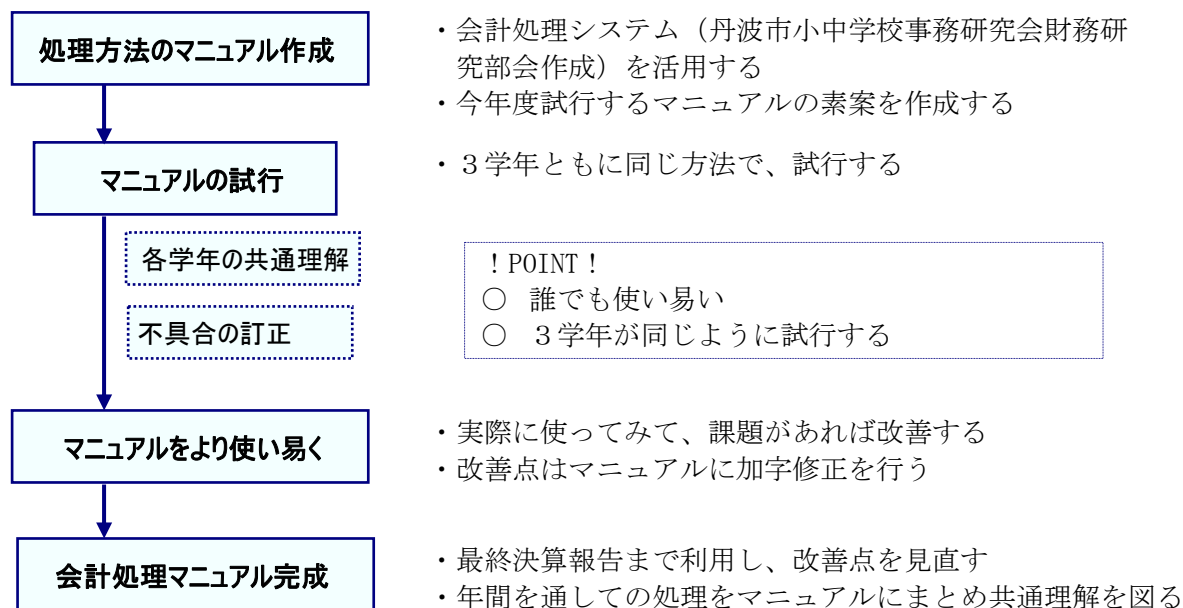 処理方法のマニュアル作成
・会計処理システム（丹波市小中学校事務研究会財務研
究部会作成）を活用する
・今年度試行するマニュアルの素案を作成する
マニュアルの試行
・３学年ともに同じ方法で、試行する
各学年の共通理解
不具合の訂正
！POINT！
○ 誰でも使い易い
○ ３学年が同じように試行する
マニュアルをより使い易く
・実際に使ってみて、課題があれば改善する
・改善点はマニュアルに加字修正を行う
会計処理マニュアル完成
・最終決算報告まで利用し、改善点を見直す
・年間を通しての処理をマニュアルにまとめ共通理解を図る